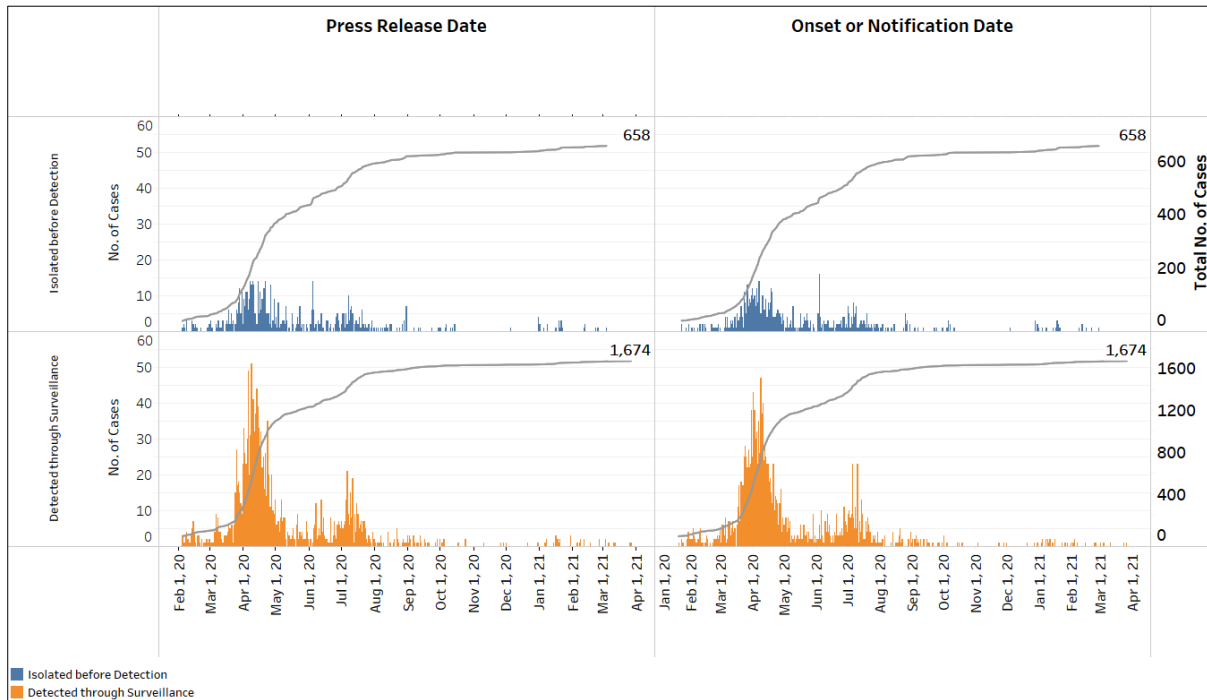 Press Release Date
Onset or Notification Date
Isolated before Detection
No. of Cases
60
50
40
30
20
10
0
658
658
600
400
200
0
Total No. of Cases
Detected through Surveillance
No. of Cases
60
50
40
30
20
10
0
1,674
1,674
1600
1200
800
400
0
Feb 1, 20
Mar 1, 20
Apr 1, 20
May 1, 20
Jun 1, 20
Jul 1, 20
Aug 1, 20
Sep 1, 20
Oct 1, 20
Nov 1, 20
Dec 1, 20
Jan 1, 21
Feb 1, 21
Mar 1, 21
Apr 1, 21
Jan 1, 20
Feb 1, 20
Mar 1, 20
Apr 1, 20
May 1, 20
Jun 1, 20
Jul 1, 20
Aug 1, 20
Sep 1, 20
Oct 1, 20
Nov 1, 20
Dec 1, 20
Jan 1, 21
Feb 1, 21
Mar 1, 21
Apr 1, 21
Isolated before Detection
Detected through Surveillance